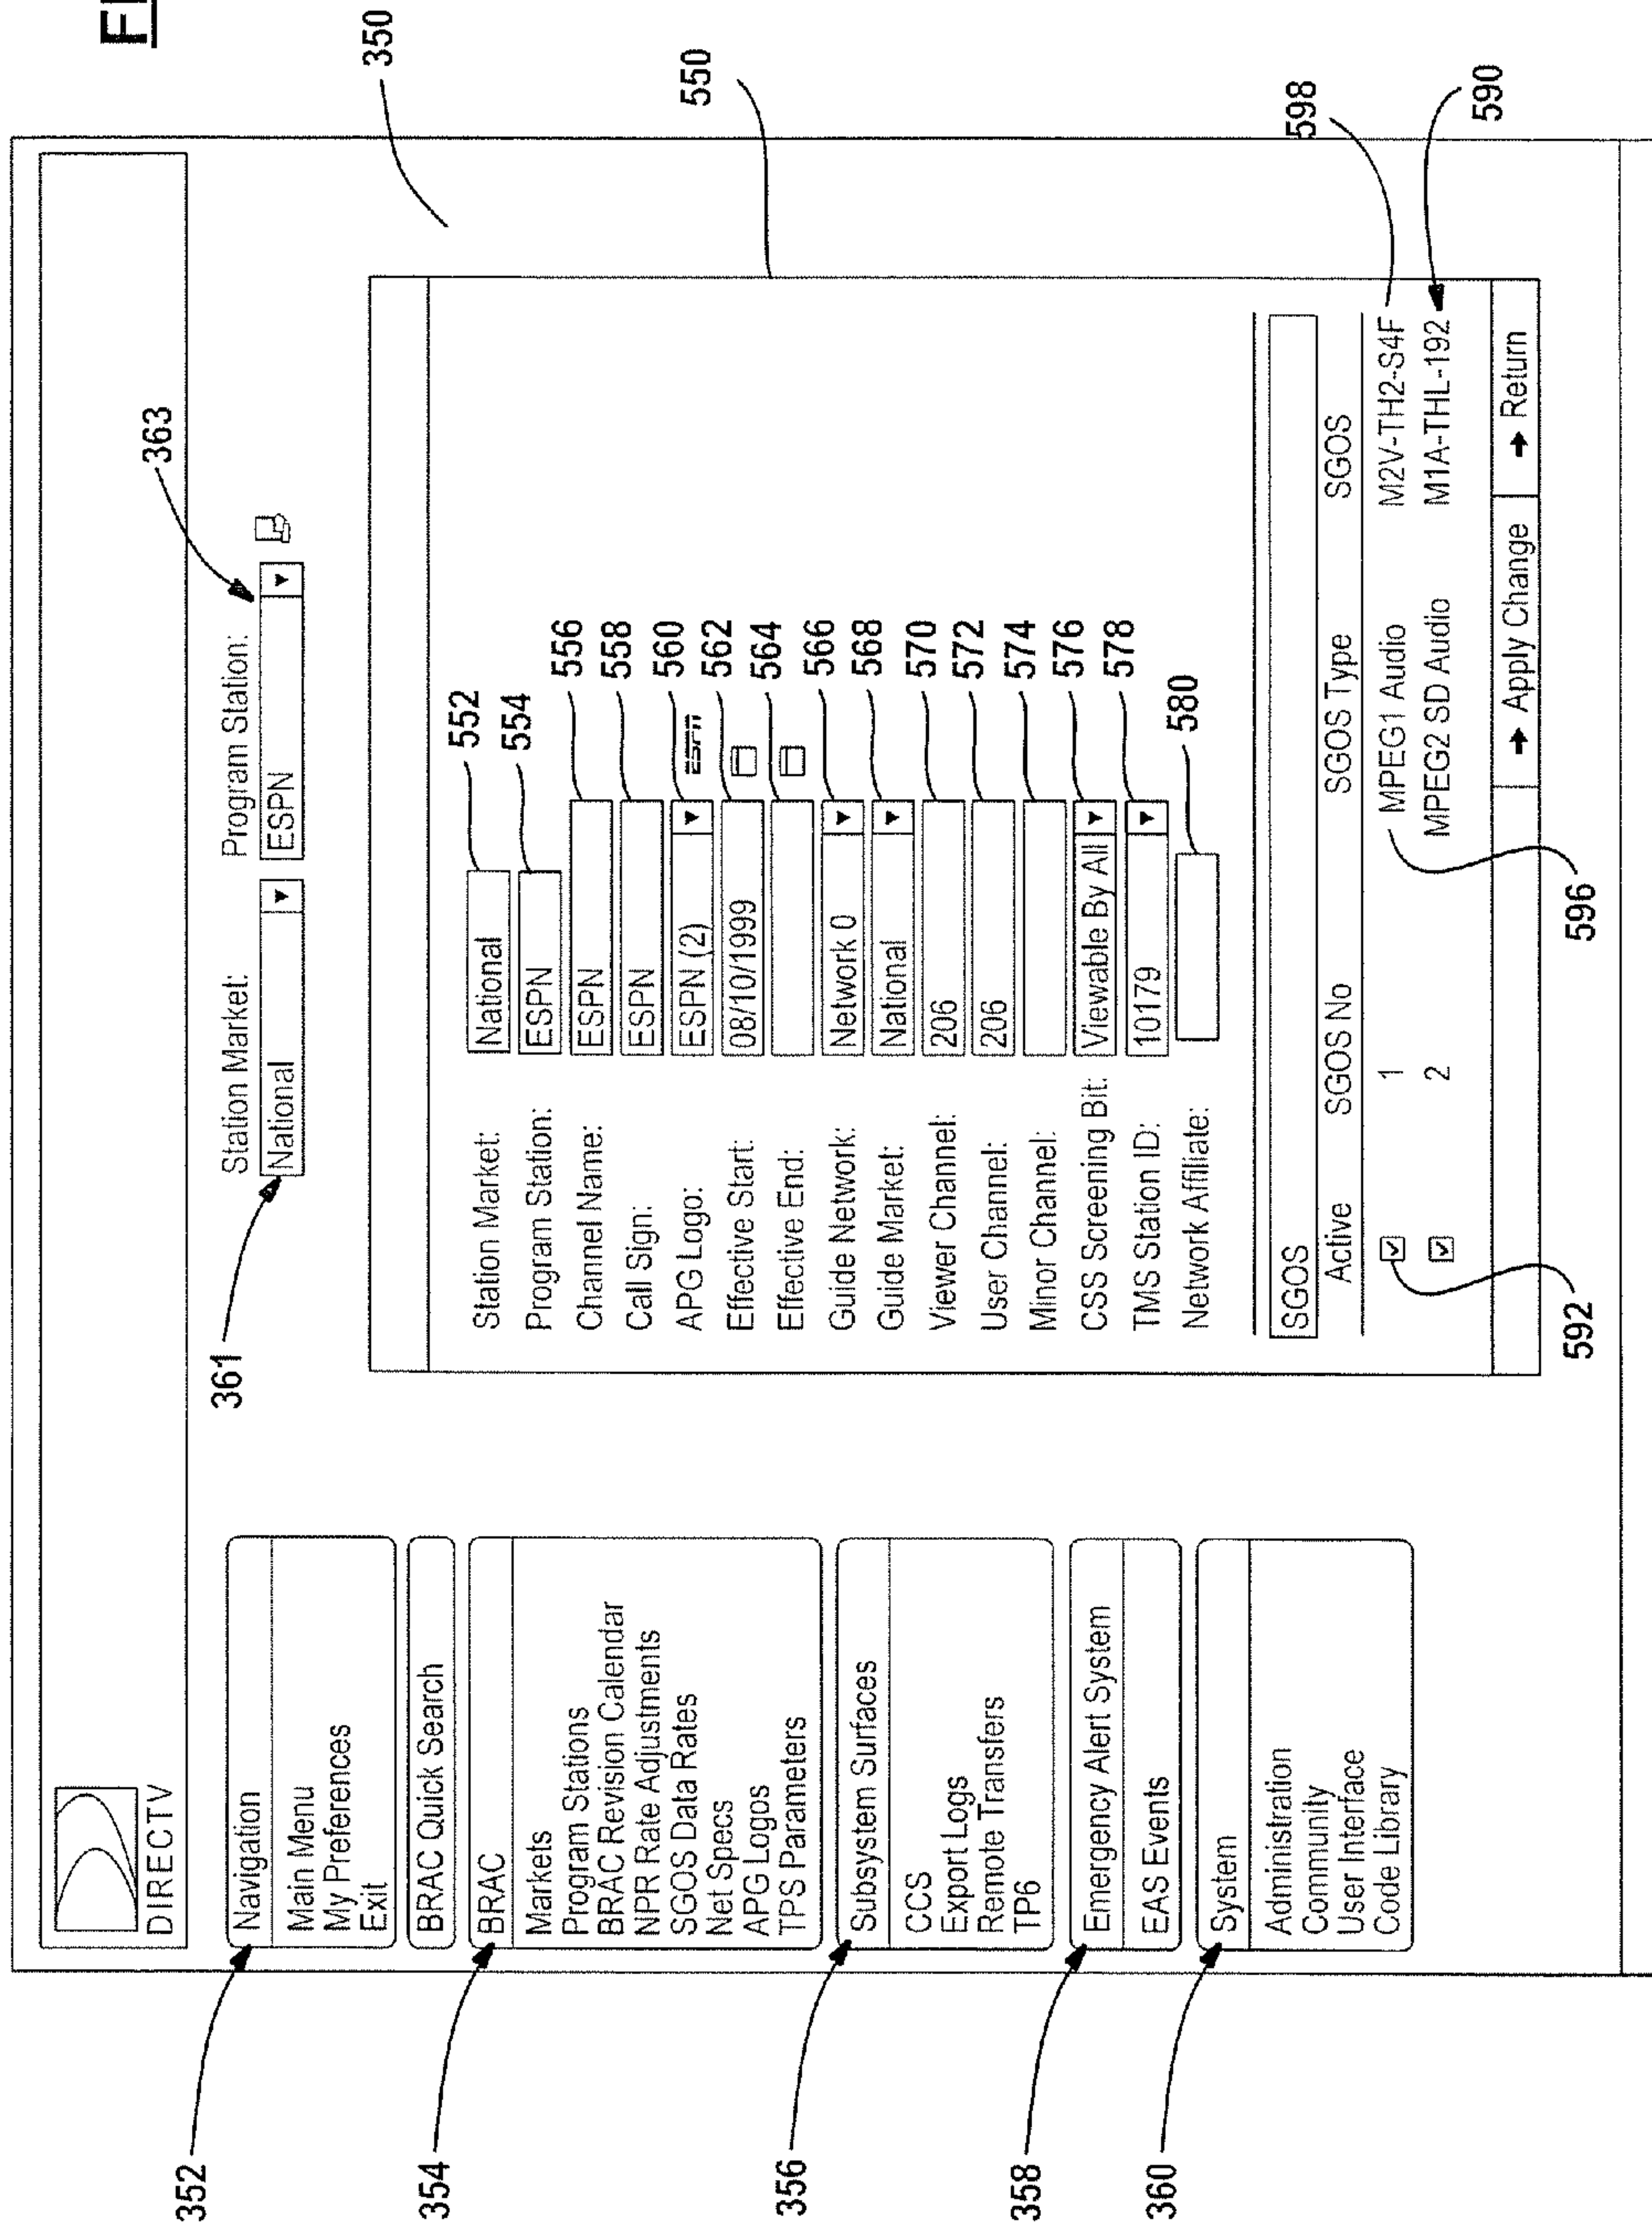 FI
DIRECTV
352
Navigation
Main Menu
My Preferences
Exit
BRAC Quick Search
354
BRAC
Markets
Program Stations
BRAC Revision Calendar
NPR Rate Adjustments
SGOS Data Rates
Net Specs
APG Logos
TPS Parameters
356
Subsystem Surfaces
CCS
Export Logs
Remote Transfers
TP6
358
Emergency Alert System
EAS Events
360
System
Administration
Community
User Interface
Code Library
361
Station Market:
National
Program Station:
ESPN
363
350
550
Station Market: National 552
Program Station: ESPN 554
Channel Name: ESPN 556
Call Sign: ESPN 558
APG Logo: ESPN (2) ESPN 560
Effective Start: 08/10/1999 562
Effective End: 564
Guide Network: Network 0 566
Guide Market: National 568
Viewer Channel: 206 570
User Channel: 206 572
Minor Channel: 574
CSS Screening Bit: Viewable By All 576
TMS Station ID: 10179 578
Network Affiliate: 580
SGOS
Active SGOS No SGOS Type SGOS
1 MPEG1 Audio M2V-TH2-S4F 598
2 MPEG2 SD Audio M1A-THL-192 590
➔ Apply Change ➔ Return
592
596